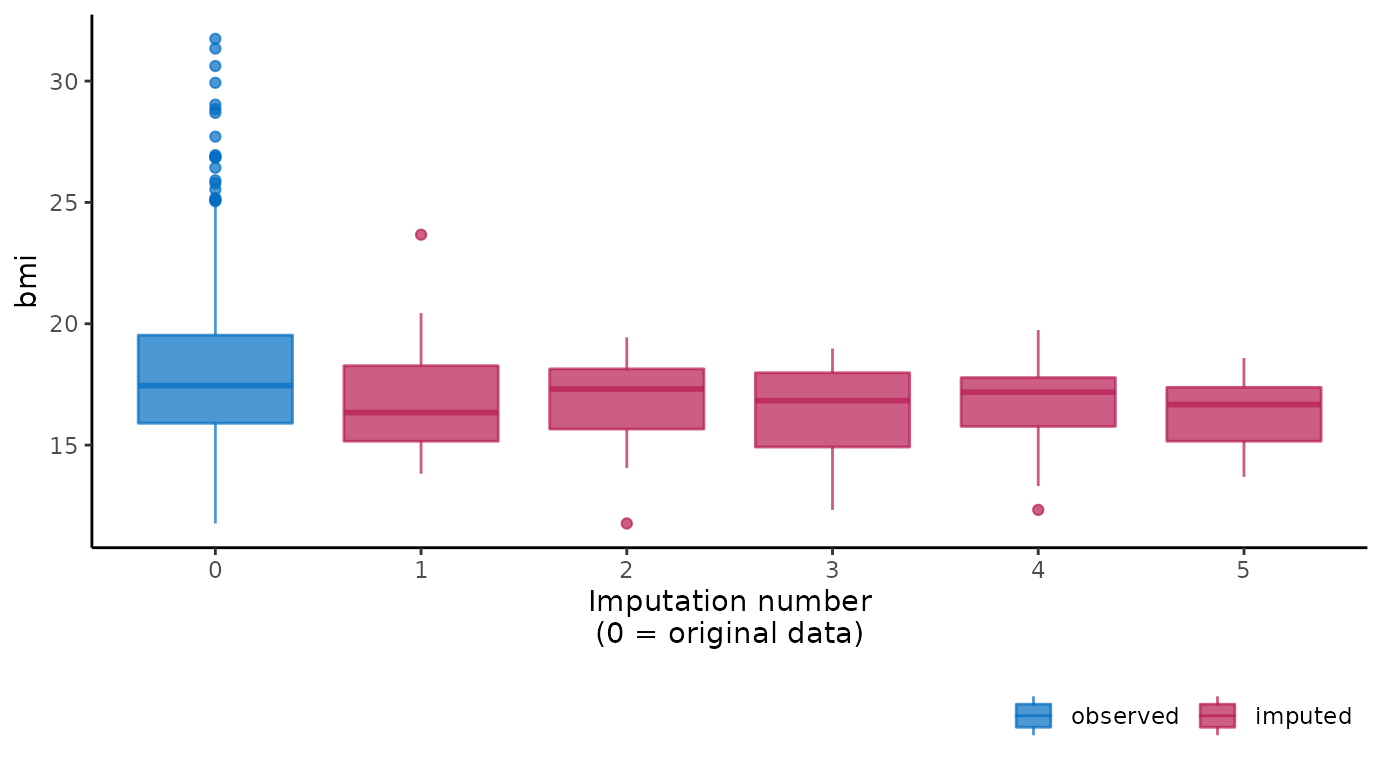 30
25
20
15
bmi
0 1 2 3 4 5
Imputation number
(0 = original data)
observed imputed